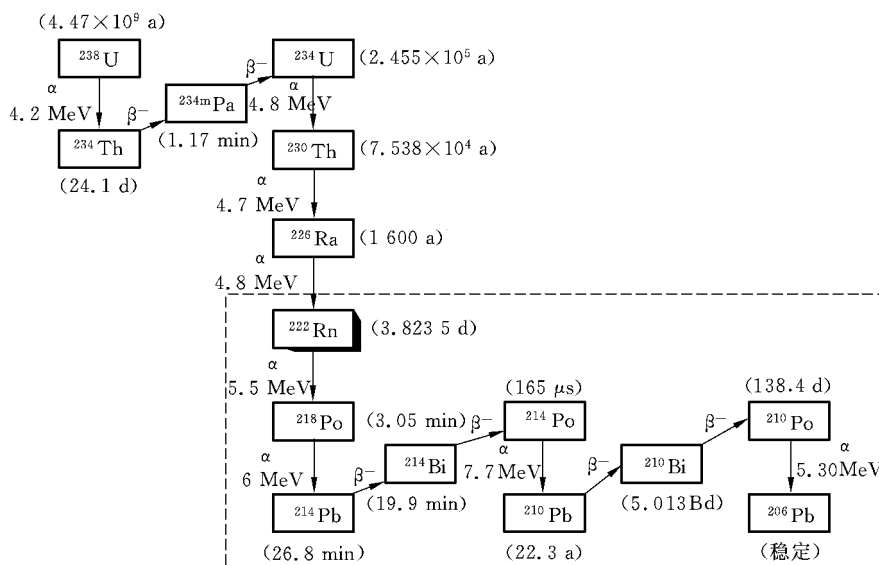 (4.47×10⁹ a)
²³⁸U
²³⁴U
(2.455×10⁵ a)
β⁻
α
4.2 MeV
²³⁴ᵐPa
α
4.8 MeV
β⁻
²³⁴Th
(1.17 min)
²³⁰Th
(7.538×10⁴ a)
(24.1 d)
α
4.7 MeV
²²⁶Ra
(1 600 a)
α
4.8 MeV
²²²Rn
(3.823 5 d)
α
5.5 MeV
(165 μs)
(138.4 d)
²¹⁸Po
(3.05 min)
²¹⁴Po
²¹⁰Po
β⁻
β⁻
α
6 MeV
²¹⁴Bi
α
7.7 MeV
²¹⁰Bi
α
5.30MeV
β⁻
β⁻
(19.9 min)
(5.013Bd)
²¹⁴Pb
²¹⁰Pb
²⁰⁶Pb
(26.8 min)
(22.3 a)
(稳定)